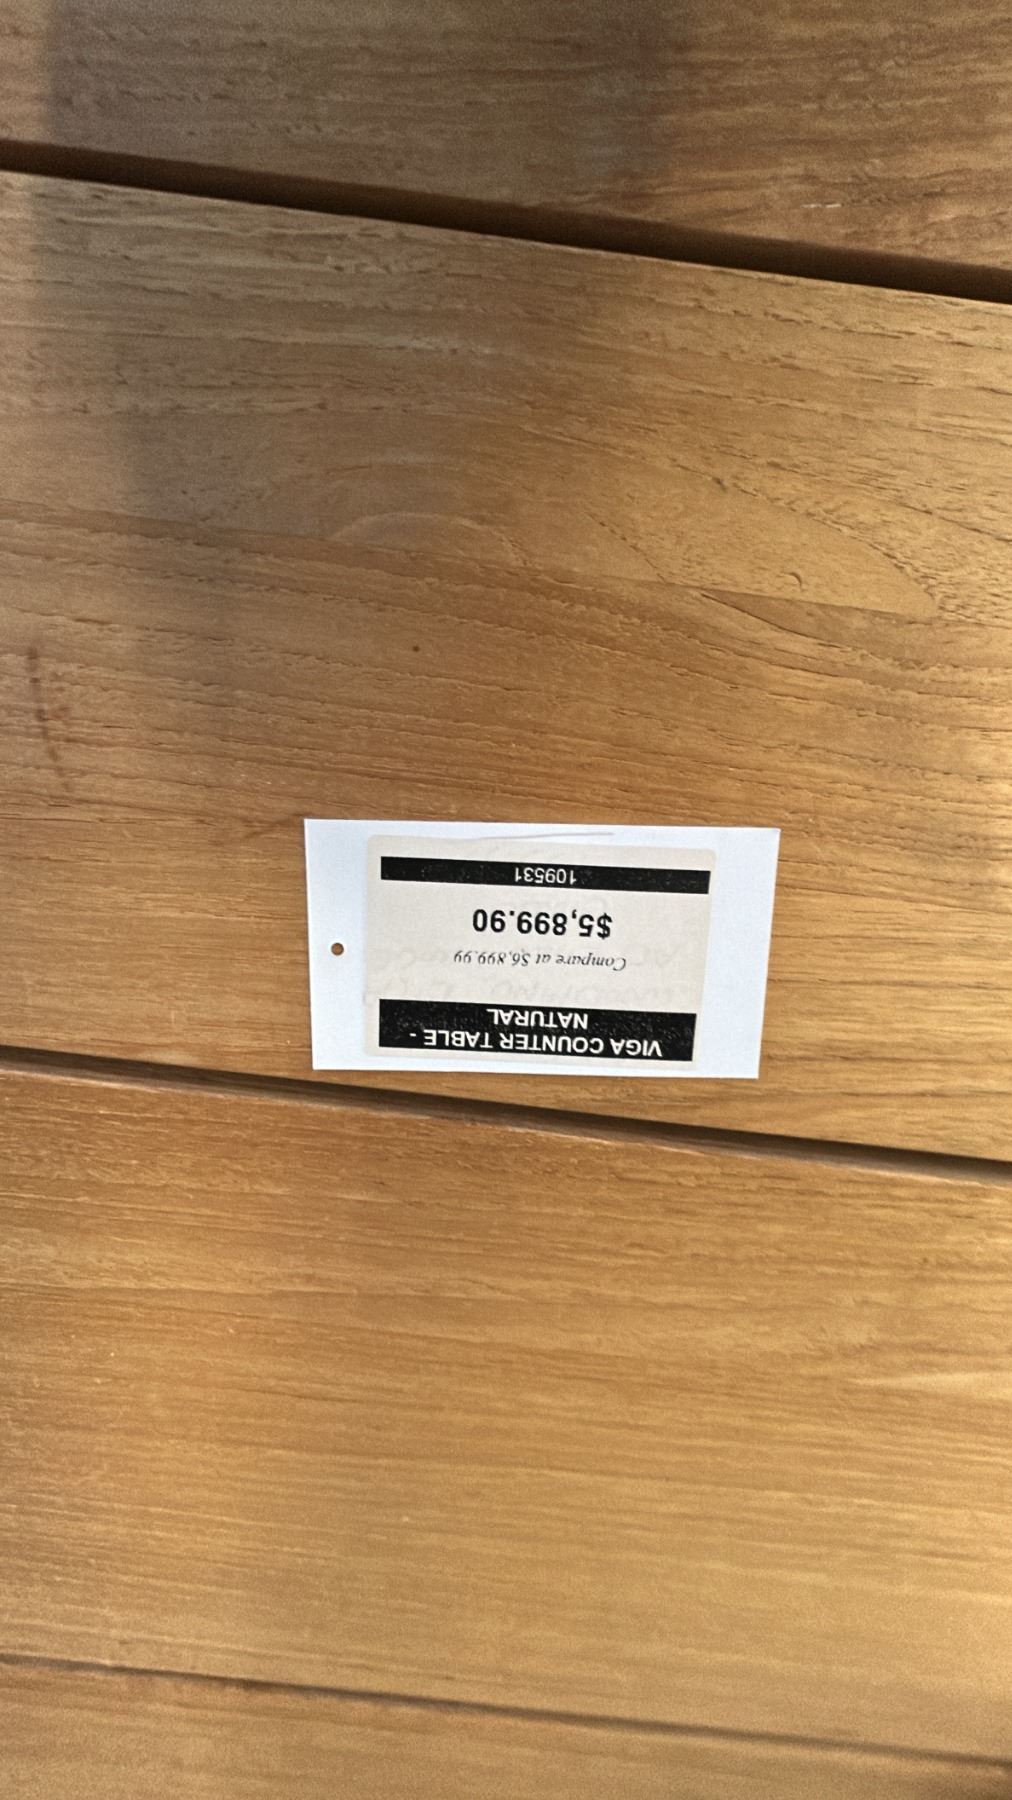 VIGA COUNTER TABLE -
NATURAL
Compare at $6,899.99
$5,899.90
109531